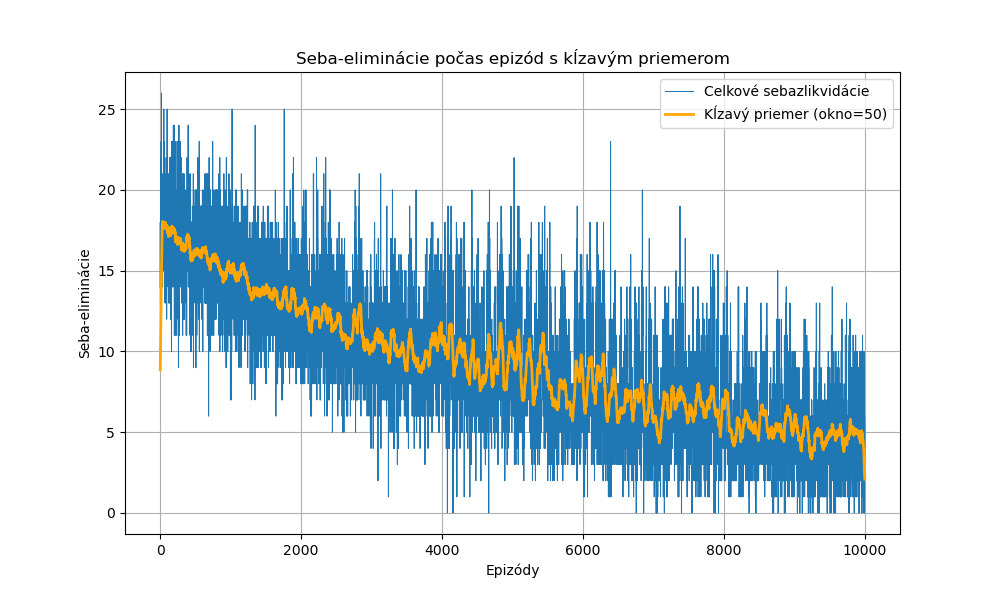 Seba-eliminácie počas epizód s kĺzavým priemerom
Celkové sebazlikvidácie
Kĺzavý priemer (okno=50)
Seba-eliminácie
25
20
15
10
5
0
0 2000 4000 6000 8000 10000
Epizódy